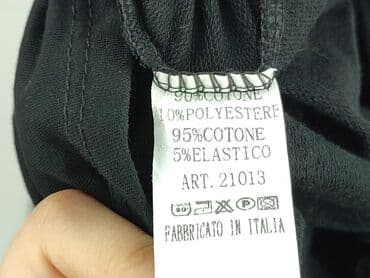 90%COTONE
10%POLYESTERE
95%COTONE
5%ELASTICO
ART. 21013
FABBRICATO IN ITALIA